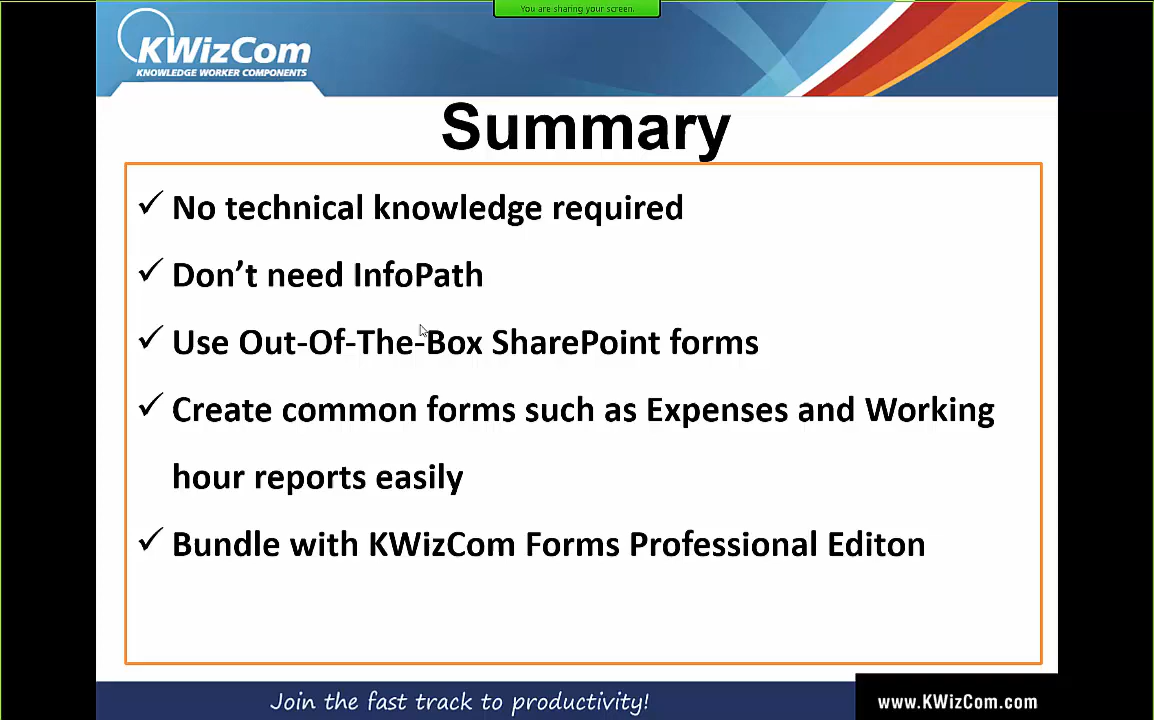 You are sharing your screen.
KWizCom
KNOWLEDGE WORKER COMPONENTS
Summary
✓ No technical knowledge required
✓ Don’t need InfoPath
✓ Use Out-Of-The-Box SharePoint forms
✓ Create common forms such as Expenses and Working
hour reports easily
✓ Bundle with KWizCom Forms Professional Editon
Join the fast track to productivity!
www.KWizCom.com